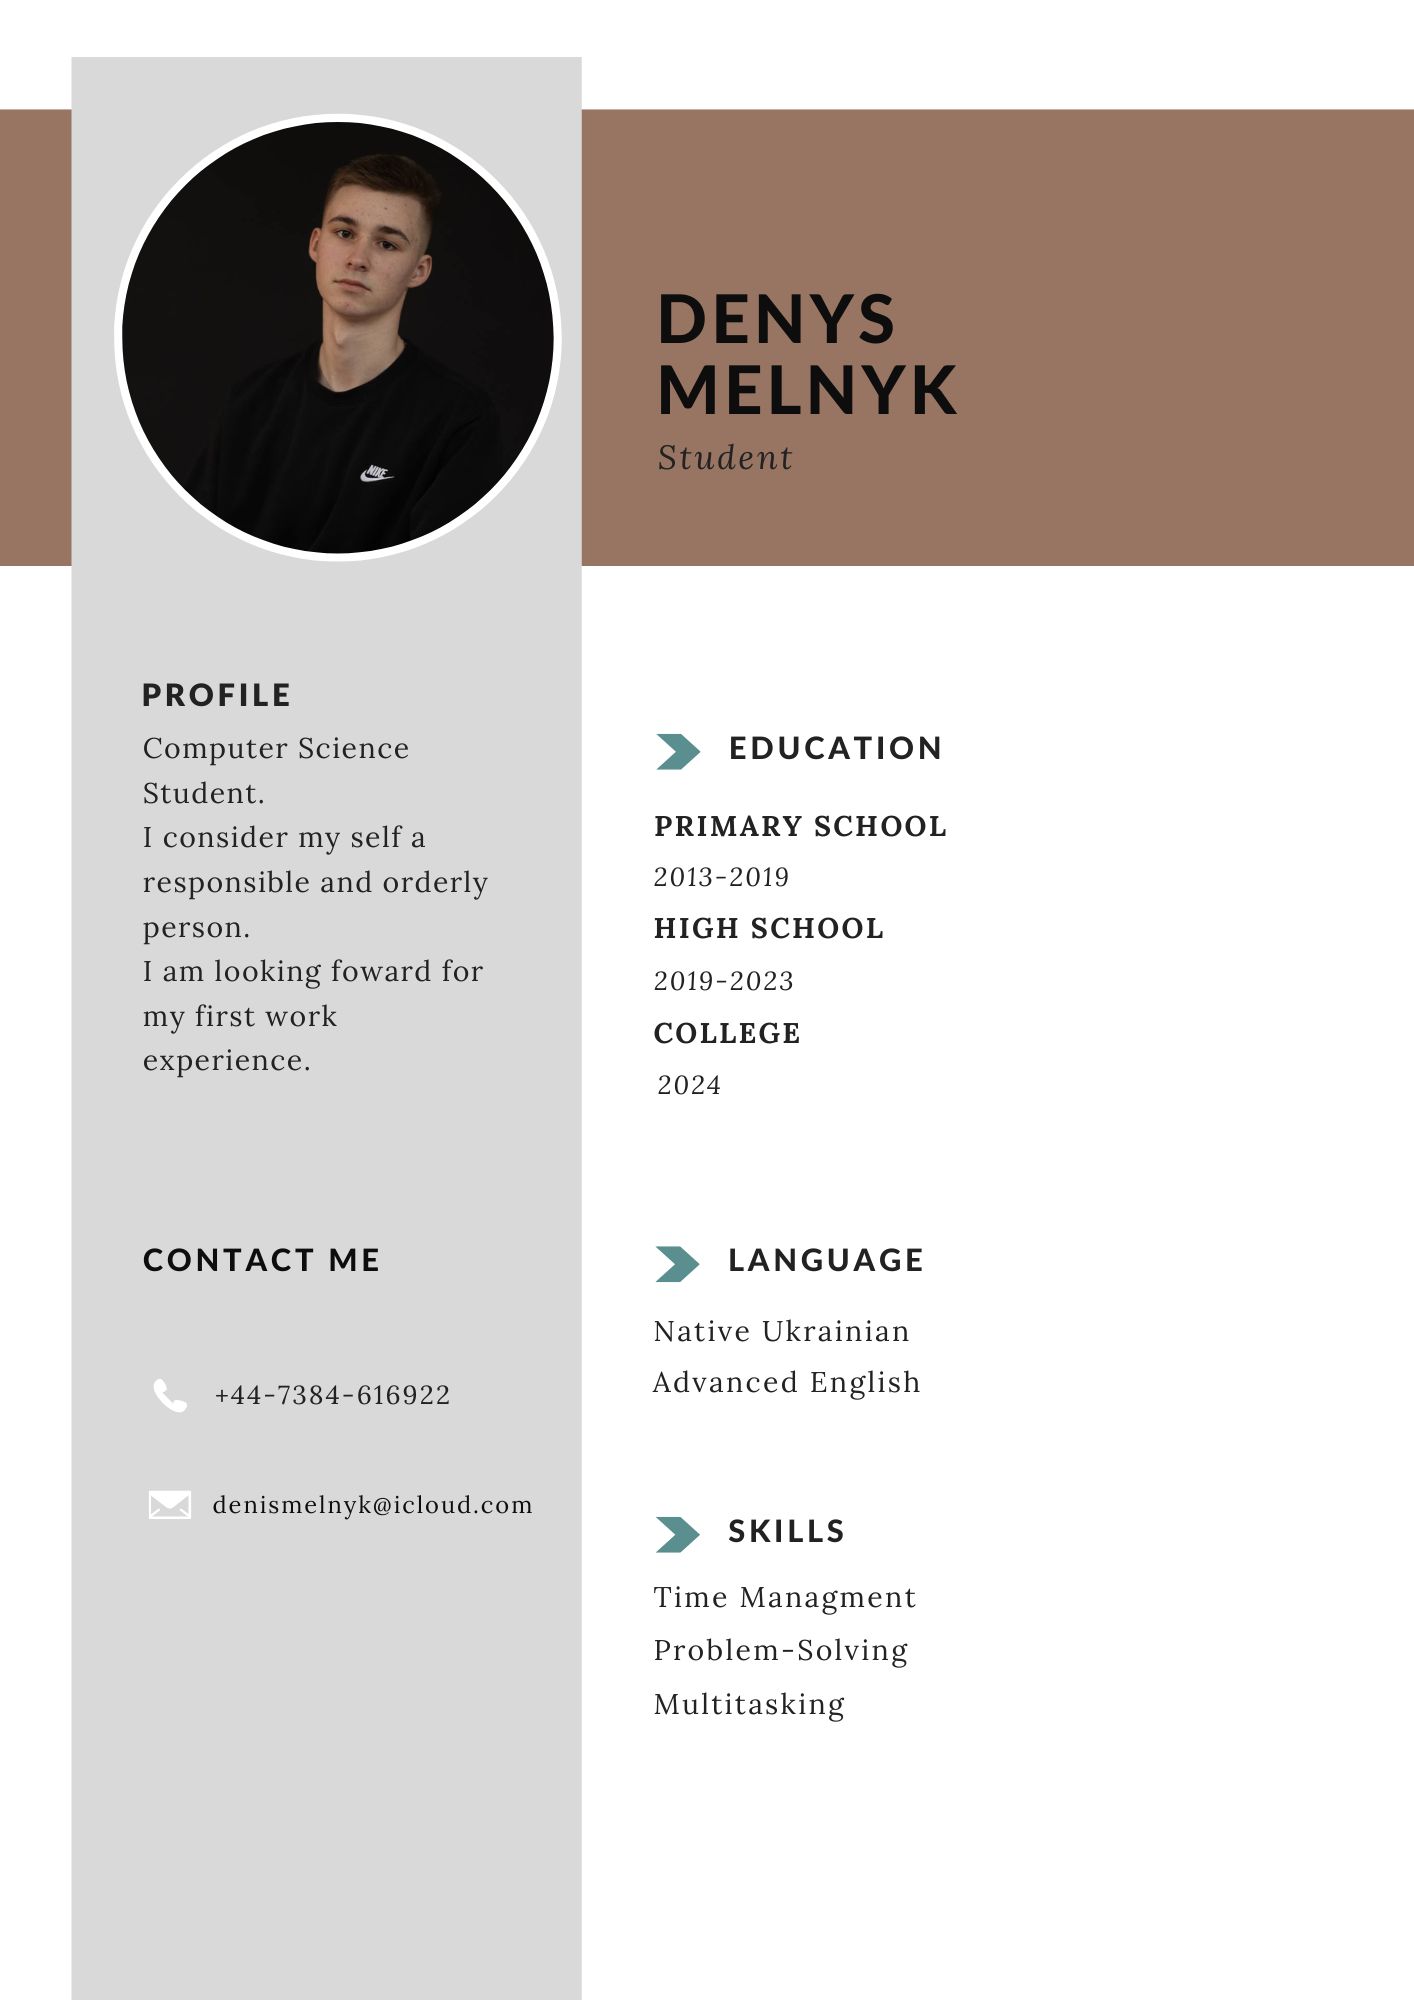 NIKE
DENYS
MELNYK
Student
PROFILE
Computer Science
Student.
I consider my self a
responsible and orderly
person.
I am looking foward for
my first work
experience.
CONTACT ME
+44-7384-616922
denismelnyk@icloud.com
EDUCATION
PRIMARY SCHOOL
2013-2019
HIGH SCHOOL
2019-2023
COLLEGE
2024
LANGUAGE
Native Ukrainian
Advanced English
SKILLS
Time Managment
Problem-Solving
Multitasking